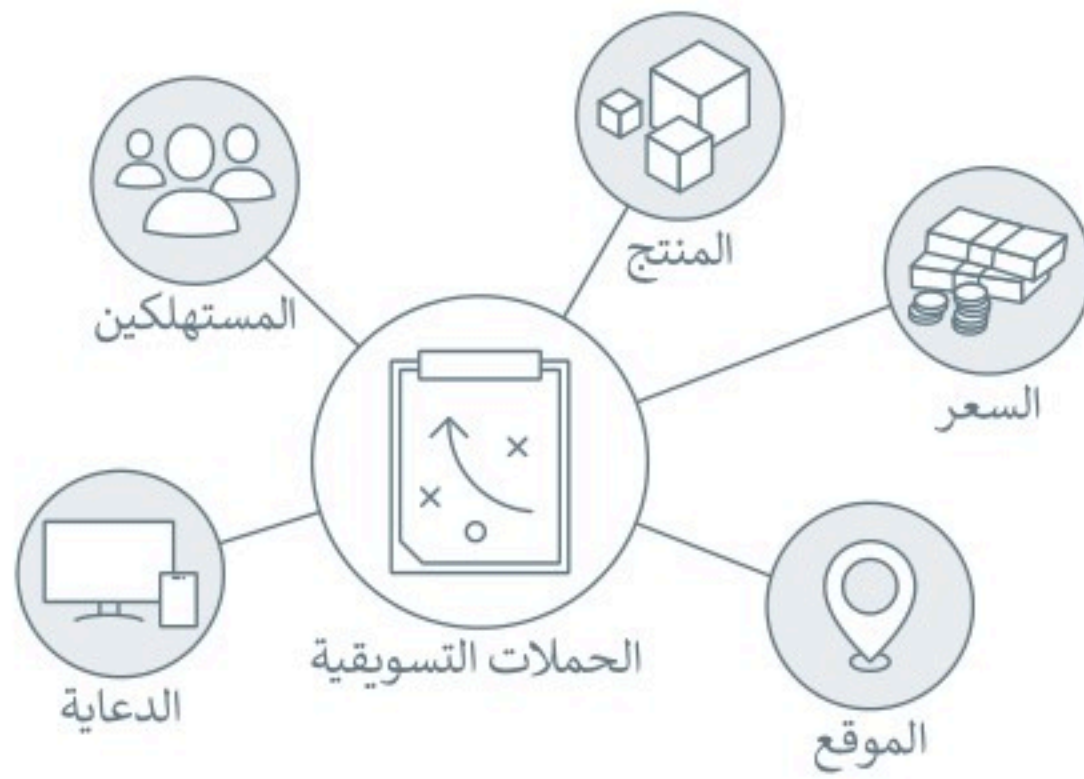 المنتج
المستهلكين
السعر
الحملات التسويقية
الدعاية
الموقع